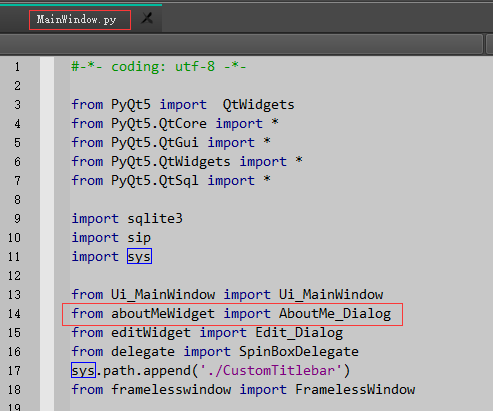 MainWindow.py
1 #-*- coding: utf-8 -*-
2
3 from PyQt5 import  QtWidgets
4 from PyQt5.QtCore import *
5 from PyQt5.QtGui import *
6 from PyQt5.QtWidgets import *
7 from PyQt5.QtSql import *
8
9 import sqlite3
10 import sip
11 import sys
12
13 from Ui_MainWindow import Ui_MainWindow
14 from aboutMeWidget import AboutMe_Dialog
15 from editWidget import Edit_Dialog
16 from delegate import SpinBoxDelegate
17 sys.path.append('./CustomTitlebar')
18 from framelesswindow import FramelessWindow